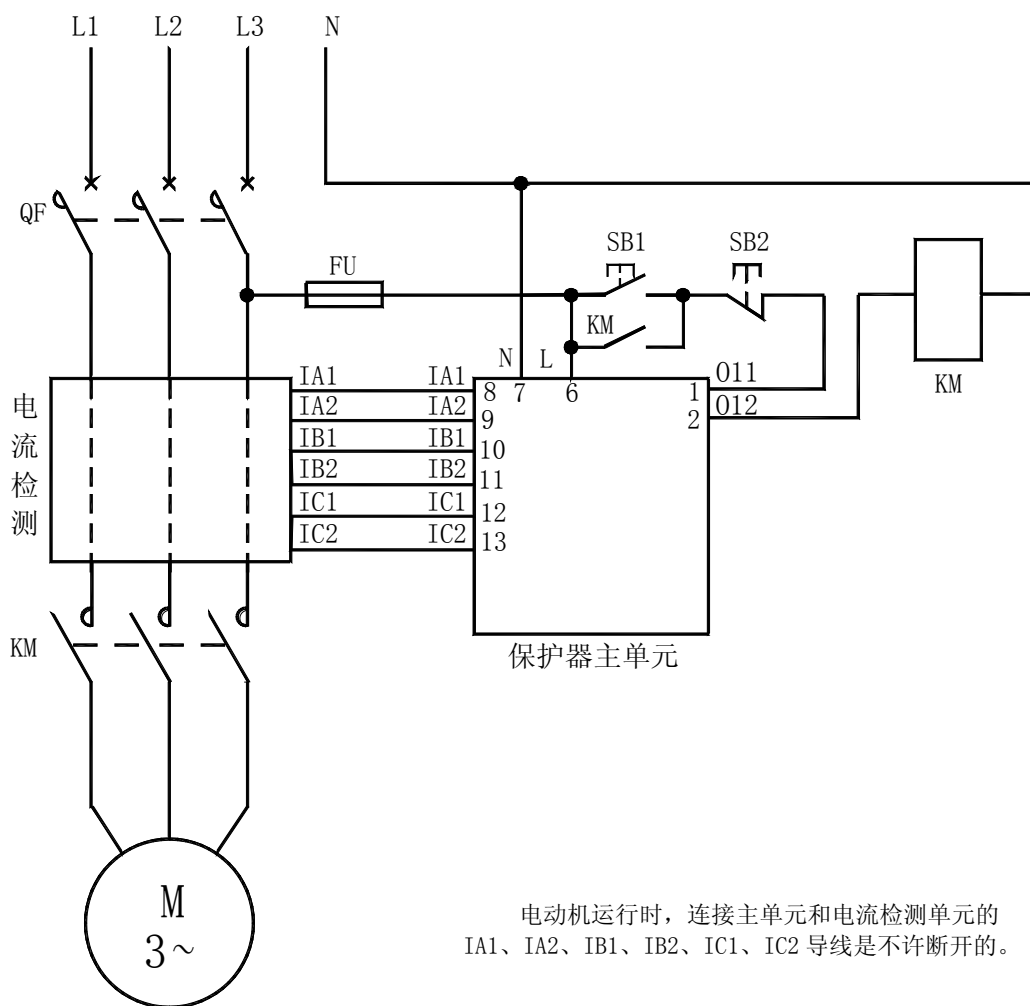 L1 L2 L3 N
QF
SB1 SB2
FU
KM
N L
KM
IA1 IA1 8 7 6 1 O11
IA2 IA2 9 2 O12
IB1 IB1 10
IB2 IB2 11
IC1 IC1 12
IC2 IC2 13
电流检测
KM
保护器主单元
M
3~
电动机运行时，连接主单元和电流检测单元的
IA1、IA2、IB1、IB2、IC1、IC2 导线是不许断开的。